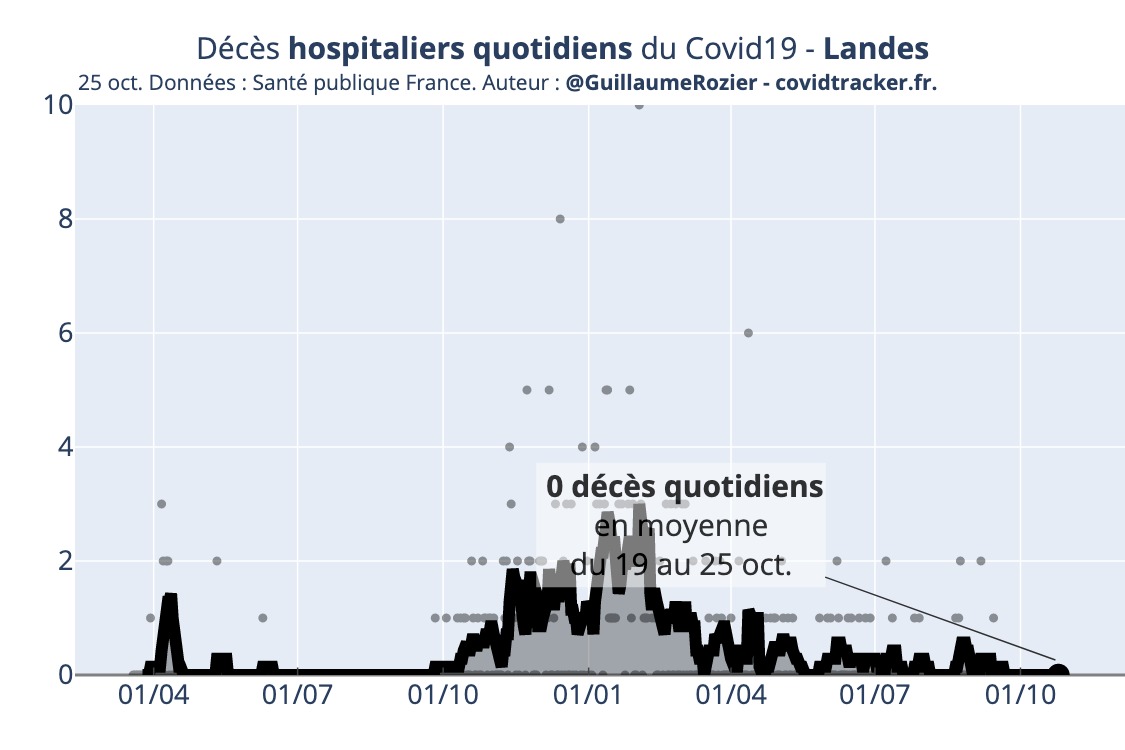 Décès hospitaliers quotidiens du Covid19 - Landes
25 oct. Données : Santé publique France. Auteur : @GuillaumeRozier - covidtracker.fr.
10
8
6
4
0 décès quotidiens
en moyenne
2
du 19 au 25 oct.
0
01/04 01/07 01/10 01/01 01/04 01/07 01/10